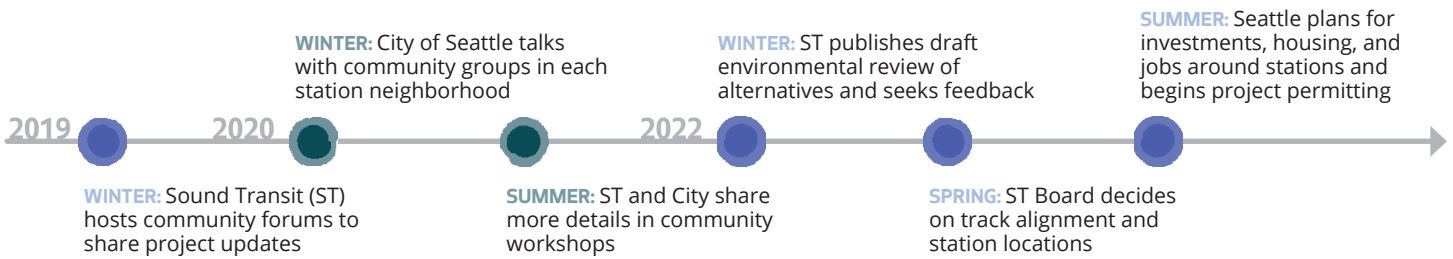 2019
WINTER: Sound Transit (ST)
hosts community forums to
share project updates
2020
WINTER: City of Seattle talks
with community groups in each
station neighborhood
SUMMER: ST and City share
more details in community
workshops
2022
WINTER: ST publishes draft
environmental review of
alternatives and seeks feedback
SPRING: ST Board decides
on track alignment and
station locations
SUMMER: Seattle plans for
investments, housing, and
jobs around stations and
begins project permitting